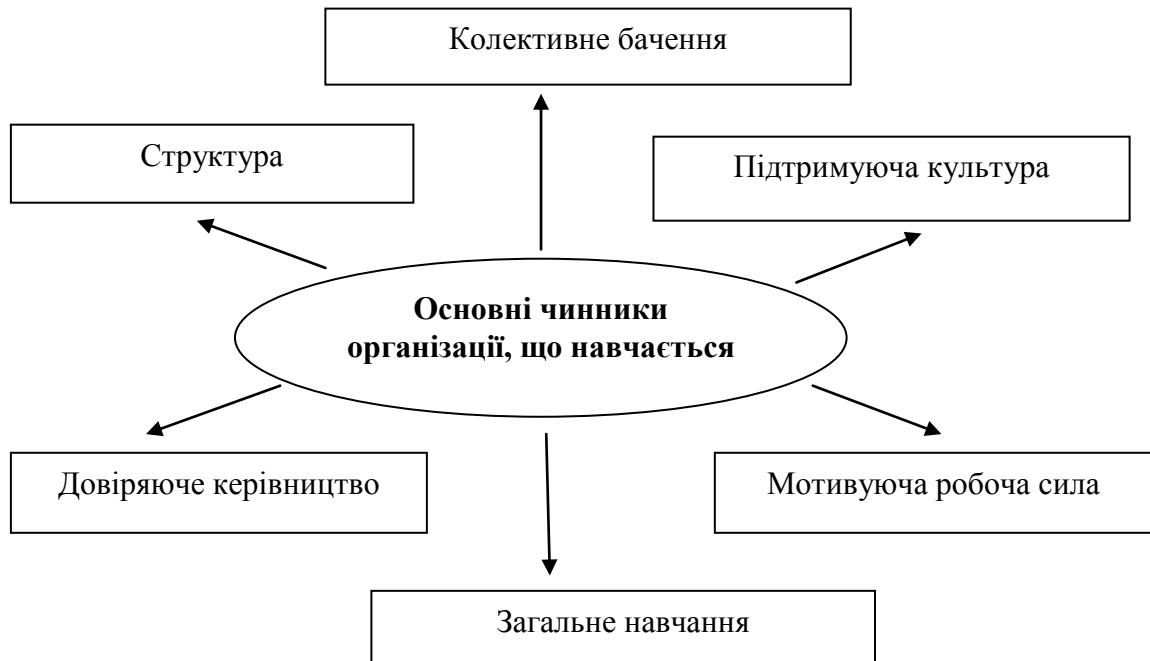 Колективне бачення
Структура
Підтримуюча культура
Основні чинники
організації, що навчається
Довіряюче керівництво
Мотивуюча робоча сила
Загальне навчання